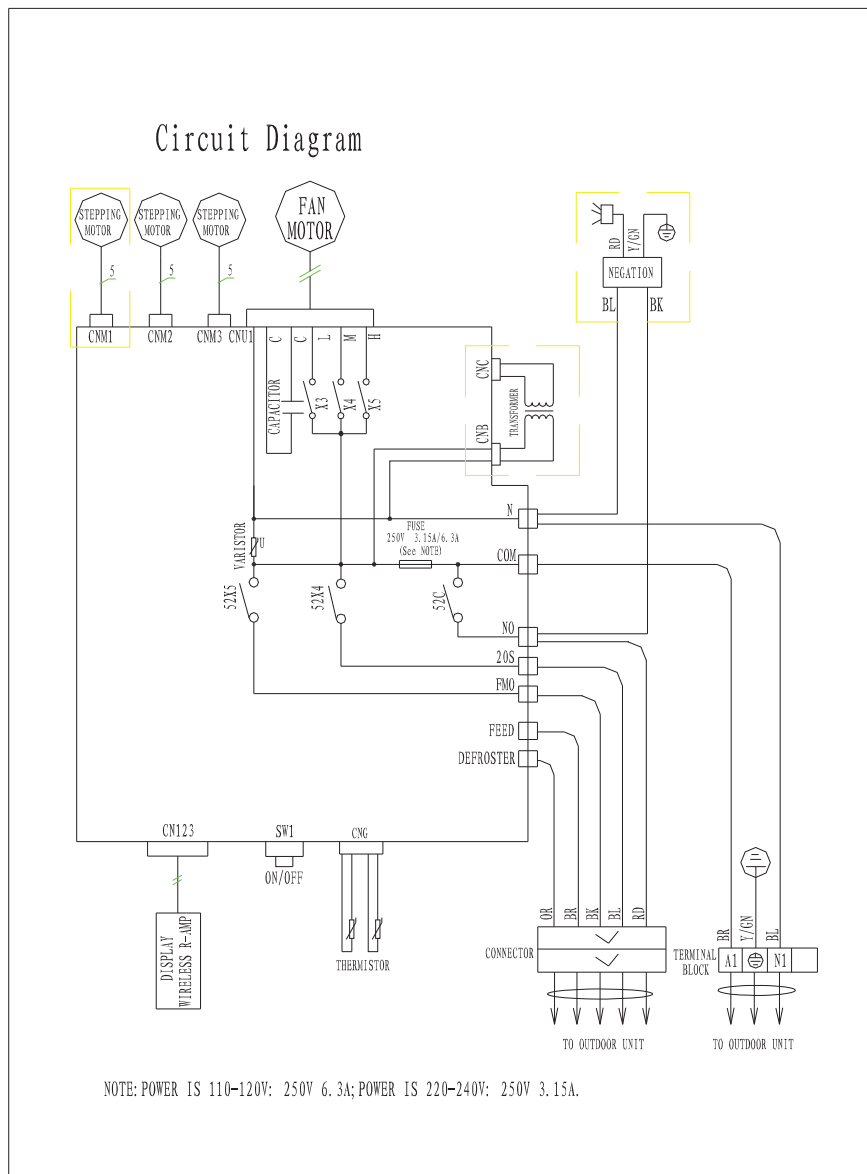 Circuit Diagram
STEPPING
MOTOR
STEPPING
MOTOR
STEPPING
MOTOR
FAN
MOTOR
RD
Y/GN
NEGATION
BL
BK
5
5
5
CNM1
CNM2
CNM3
CNU1
C
C
L
M
H
CAPACITOR
X3
X4
X5
CNC
CNB
TRANSFORMER
N
FUSE
250V 3.15A/6.3A
(See NOTE)
VARISTOR
U
COM
52X5
52X4
52C
NO
20S
FMO
FEED
DEFROSTER
CN123
SW1
CNG
ON/OFF
DISPLAY
WIRELESS R-AMP
THERMISTOR
OR
BR
BK
BL
RD
BR
Y/GN
BL
CONNECTOR
TERMINAL
BLOCK
A1
N1
TO OUTDOOR UNIT
TO OUTDOOR UNIT
NOTE: POWER IS 110-120V: 250V 6.3A; POWER IS 220-240V: 250V 3.15A.